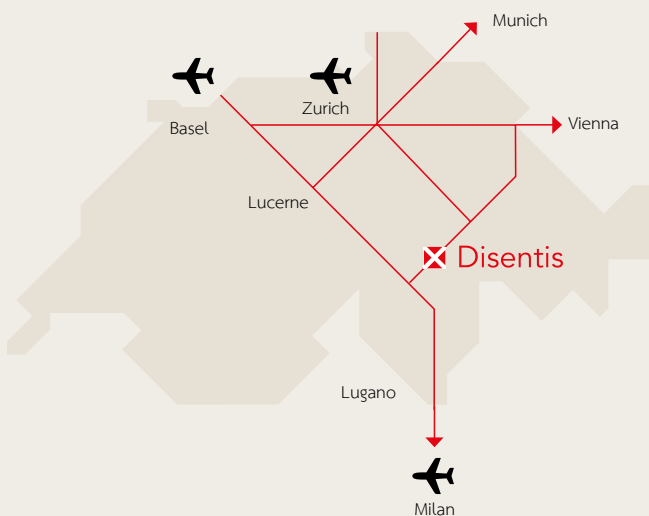 Munich
Zurich
Vienna
Basel
Lucerne
Disentis
Lugano
Milan